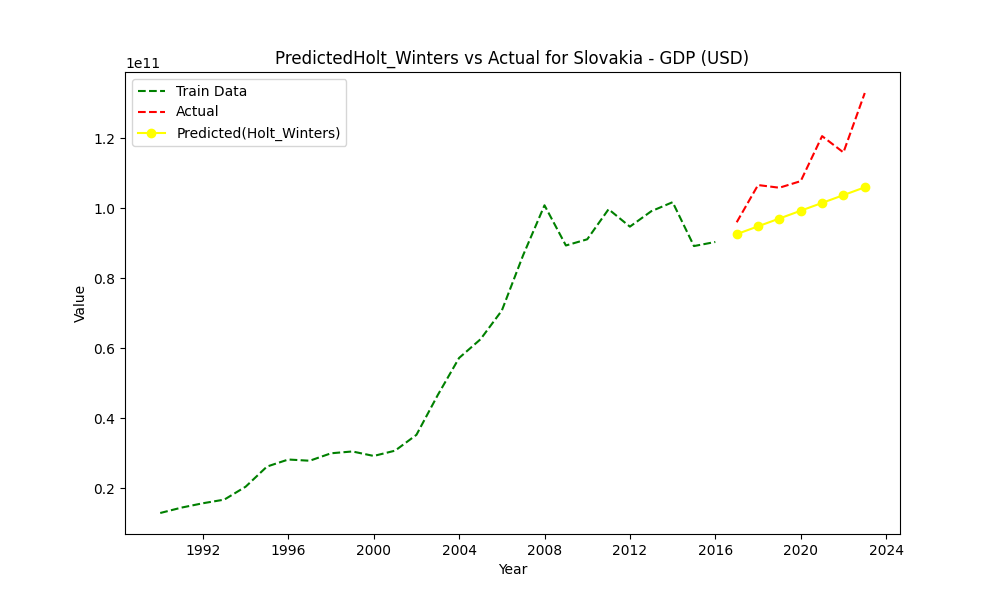 PredictedHolt_Winters vs Actual for Slovakia - GDP (USD)
1e11
Train Data
Actual
Predicted(Holt_Winters)
1.2
1.0
0.8
0.6
0.4
0.2
Value
1992 1996 2000 2004 2008 2012 2016 2020 2024
Year